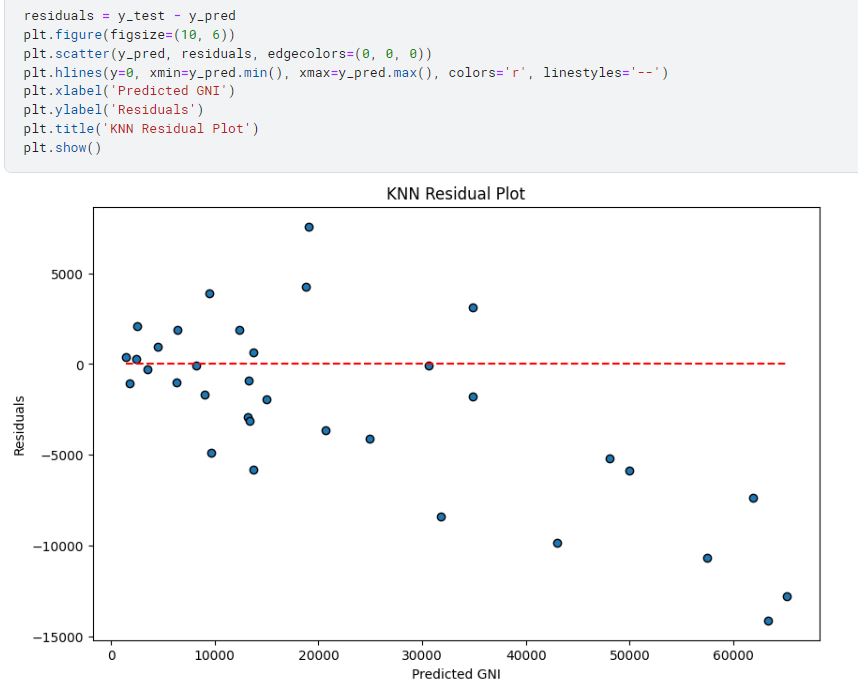 residuals = y_test - y_pred
plt.figure(figsize=(10, 6))
plt.scatter(y_pred, residuals, edgecolors=(0, 0, 0))
plt.hlines(y=0, xmin=y_pred.min(), xmax=y_pred.max(), colors='r', linestyles='--')
plt.xlabel('Predicted GNI')
plt.ylabel('Residuals')
plt.title('KNN Residual Plot')
plt.show()
KNN Residual Plot
5000
0
−5000
−10000
−15000
Residuals
0 10000 20000 30000 40000 50000 60000
Predicted GNI